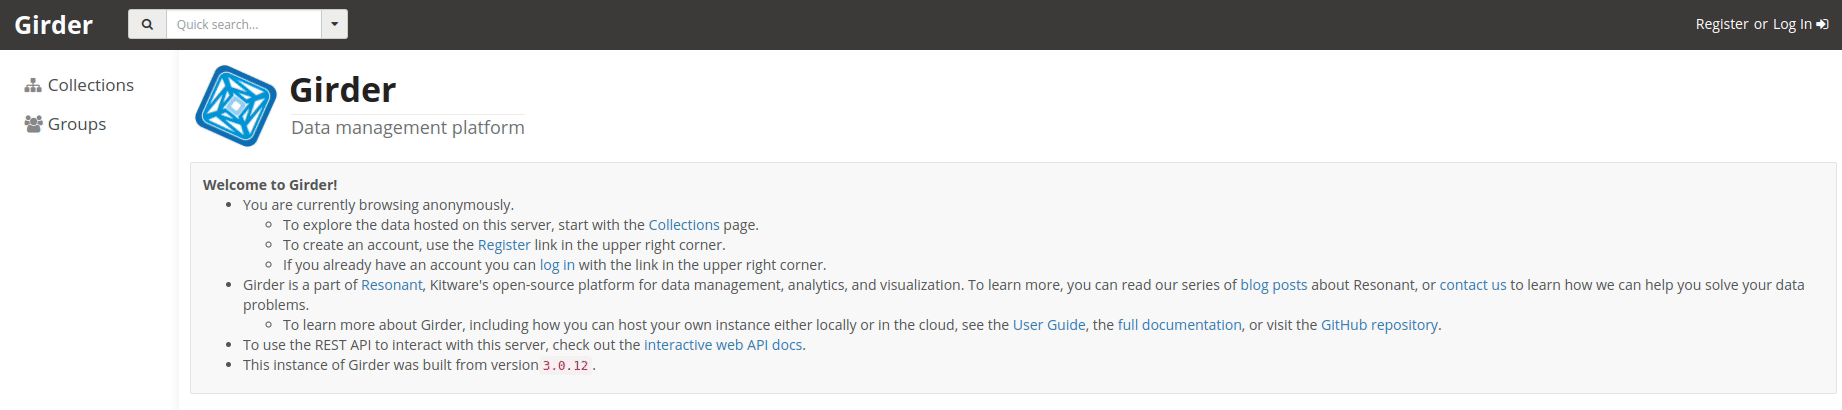 Girder
Quick search...
Register or Log In
Collections
Groups
Girder
Data management platform
Welcome to Girder!
You are currently browsing anonymously.
To explore the data hosted on this server, start with the Collections page.
To create an account, use the Register link in the upper right corner.
If you already have an account you can log in with the link in the upper right corner.
Girder is a part of Resonant, Kitware's open-source platform for data management, analytics, and visualization. To learn more, you can read our series of blog posts about Resonant, or contact us to learn how we can help you solve your data
problems.
To learn more about Girder, including how you can host your own instance either locally or in the cloud, see the User Guide, the full documentation, or visit the GitHub repository.
To use the REST API to interact with this server, check out the interactive web API docs.
This instance of Girder was built from version 3.0.12 .